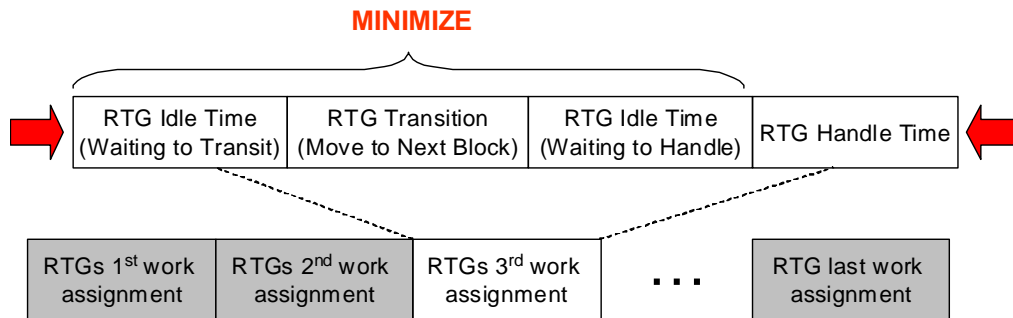 MINIMIZE
RTG Idle Time
(Waiting to Transit)
RTG Transition
(Move to Next Block)
RTG Idle Time
(Waiting to Handle)
RTG Handle Time
RTGs 1st work
assignment
RTGs 2nd work
assignment
RTGs 3rd work
assignment
...
RTG last work
assignment